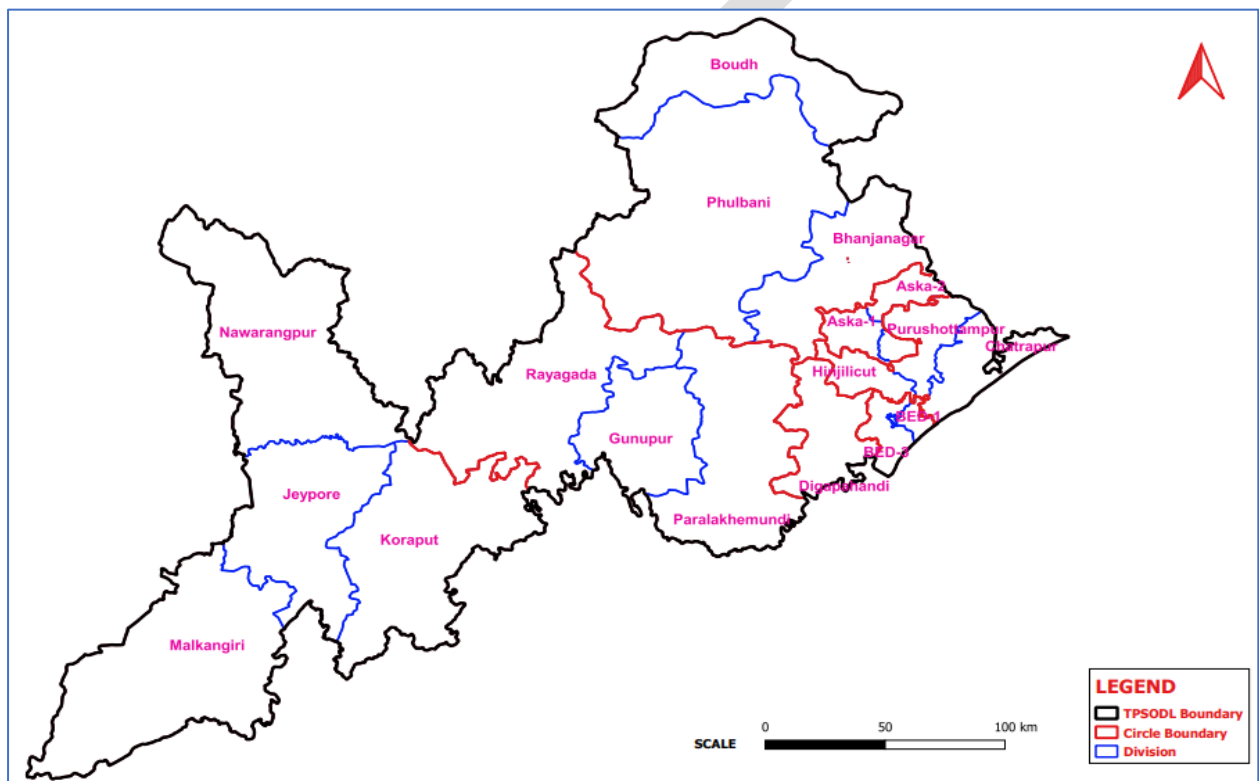 Boudh
Phulbani
Bhanjanagar
Aska-2
Nawarangpur
Aska-1
Purushottampur
Chatrapur
Rayagada
Hinjilicut
BED-1
Gunupur
BED-3
Digapahandi
Jeypore
Paralakhemundi
Koraput
Malkangiri
LEGEND
TPSODL Boundary
Circle Boundary
Division
0 50 100 km
SCALE